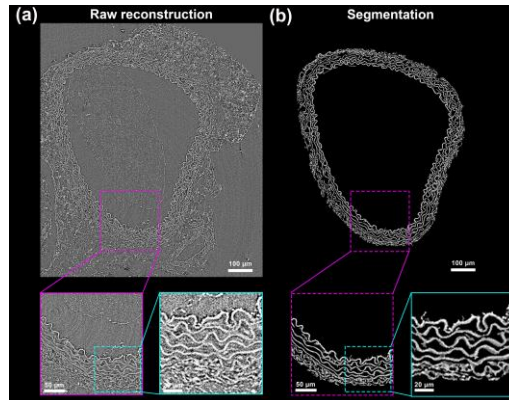 (a) Raw reconstruction
(b) Segmentation
100 µm
100 µm
50 µm
50 µm
20 µm